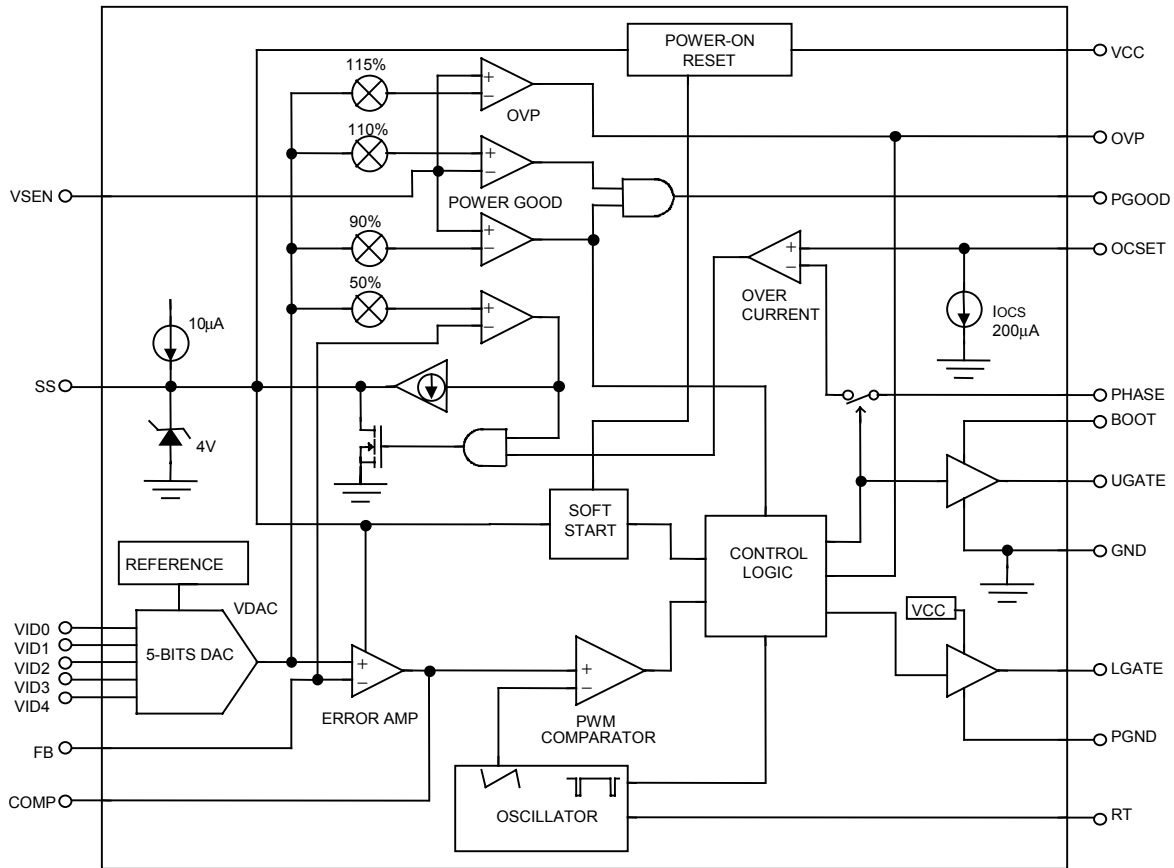 POWER-ON
RESET
VCC
115%
OVP
OVP
110%
VSEN
POWER GOOD
PGOOD
90%
OCSET
50%
OVER
CURRENT
IOCS
200µA
10µA
SS
PHASE
BOOT
4V
UGATE
SOFT
START
CONTROL
LOGIC
GND
REFERENCE
VDAC
VCC
VID0
VID1
VID2
VID3
VID4
5-BITS DAC
LGATE
ERROR AMP
PWM
COMPARATOR
PGND
FB
COMP
OSCILLATOR
RT
+
−
+
−
+
−
+
−
+
−
+
−
+
−